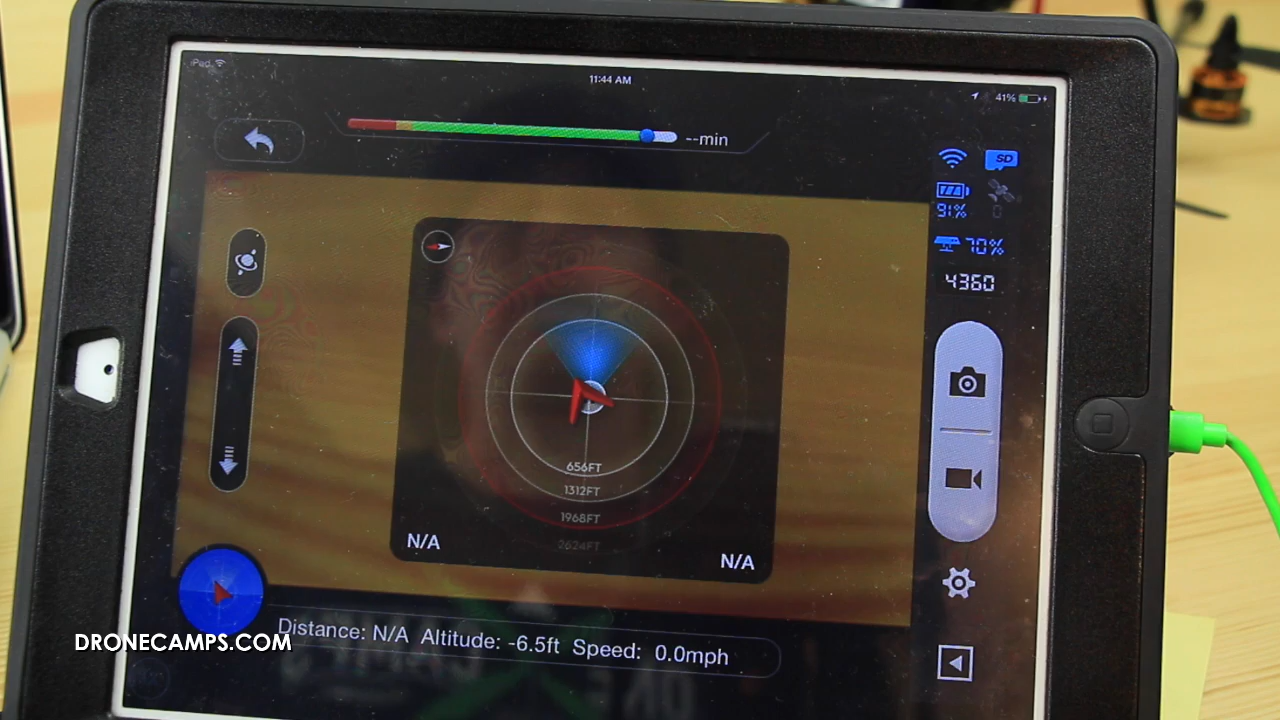 iPad
11:44 AM
41%
--min
SD
91%
0
70%
4360
656FT
1312FT
1968FT
2624FT
N/A
N/A
Distance: N/A Altitude: -6.5ft Speed: 0.0mph
DRONECAMPS.COM